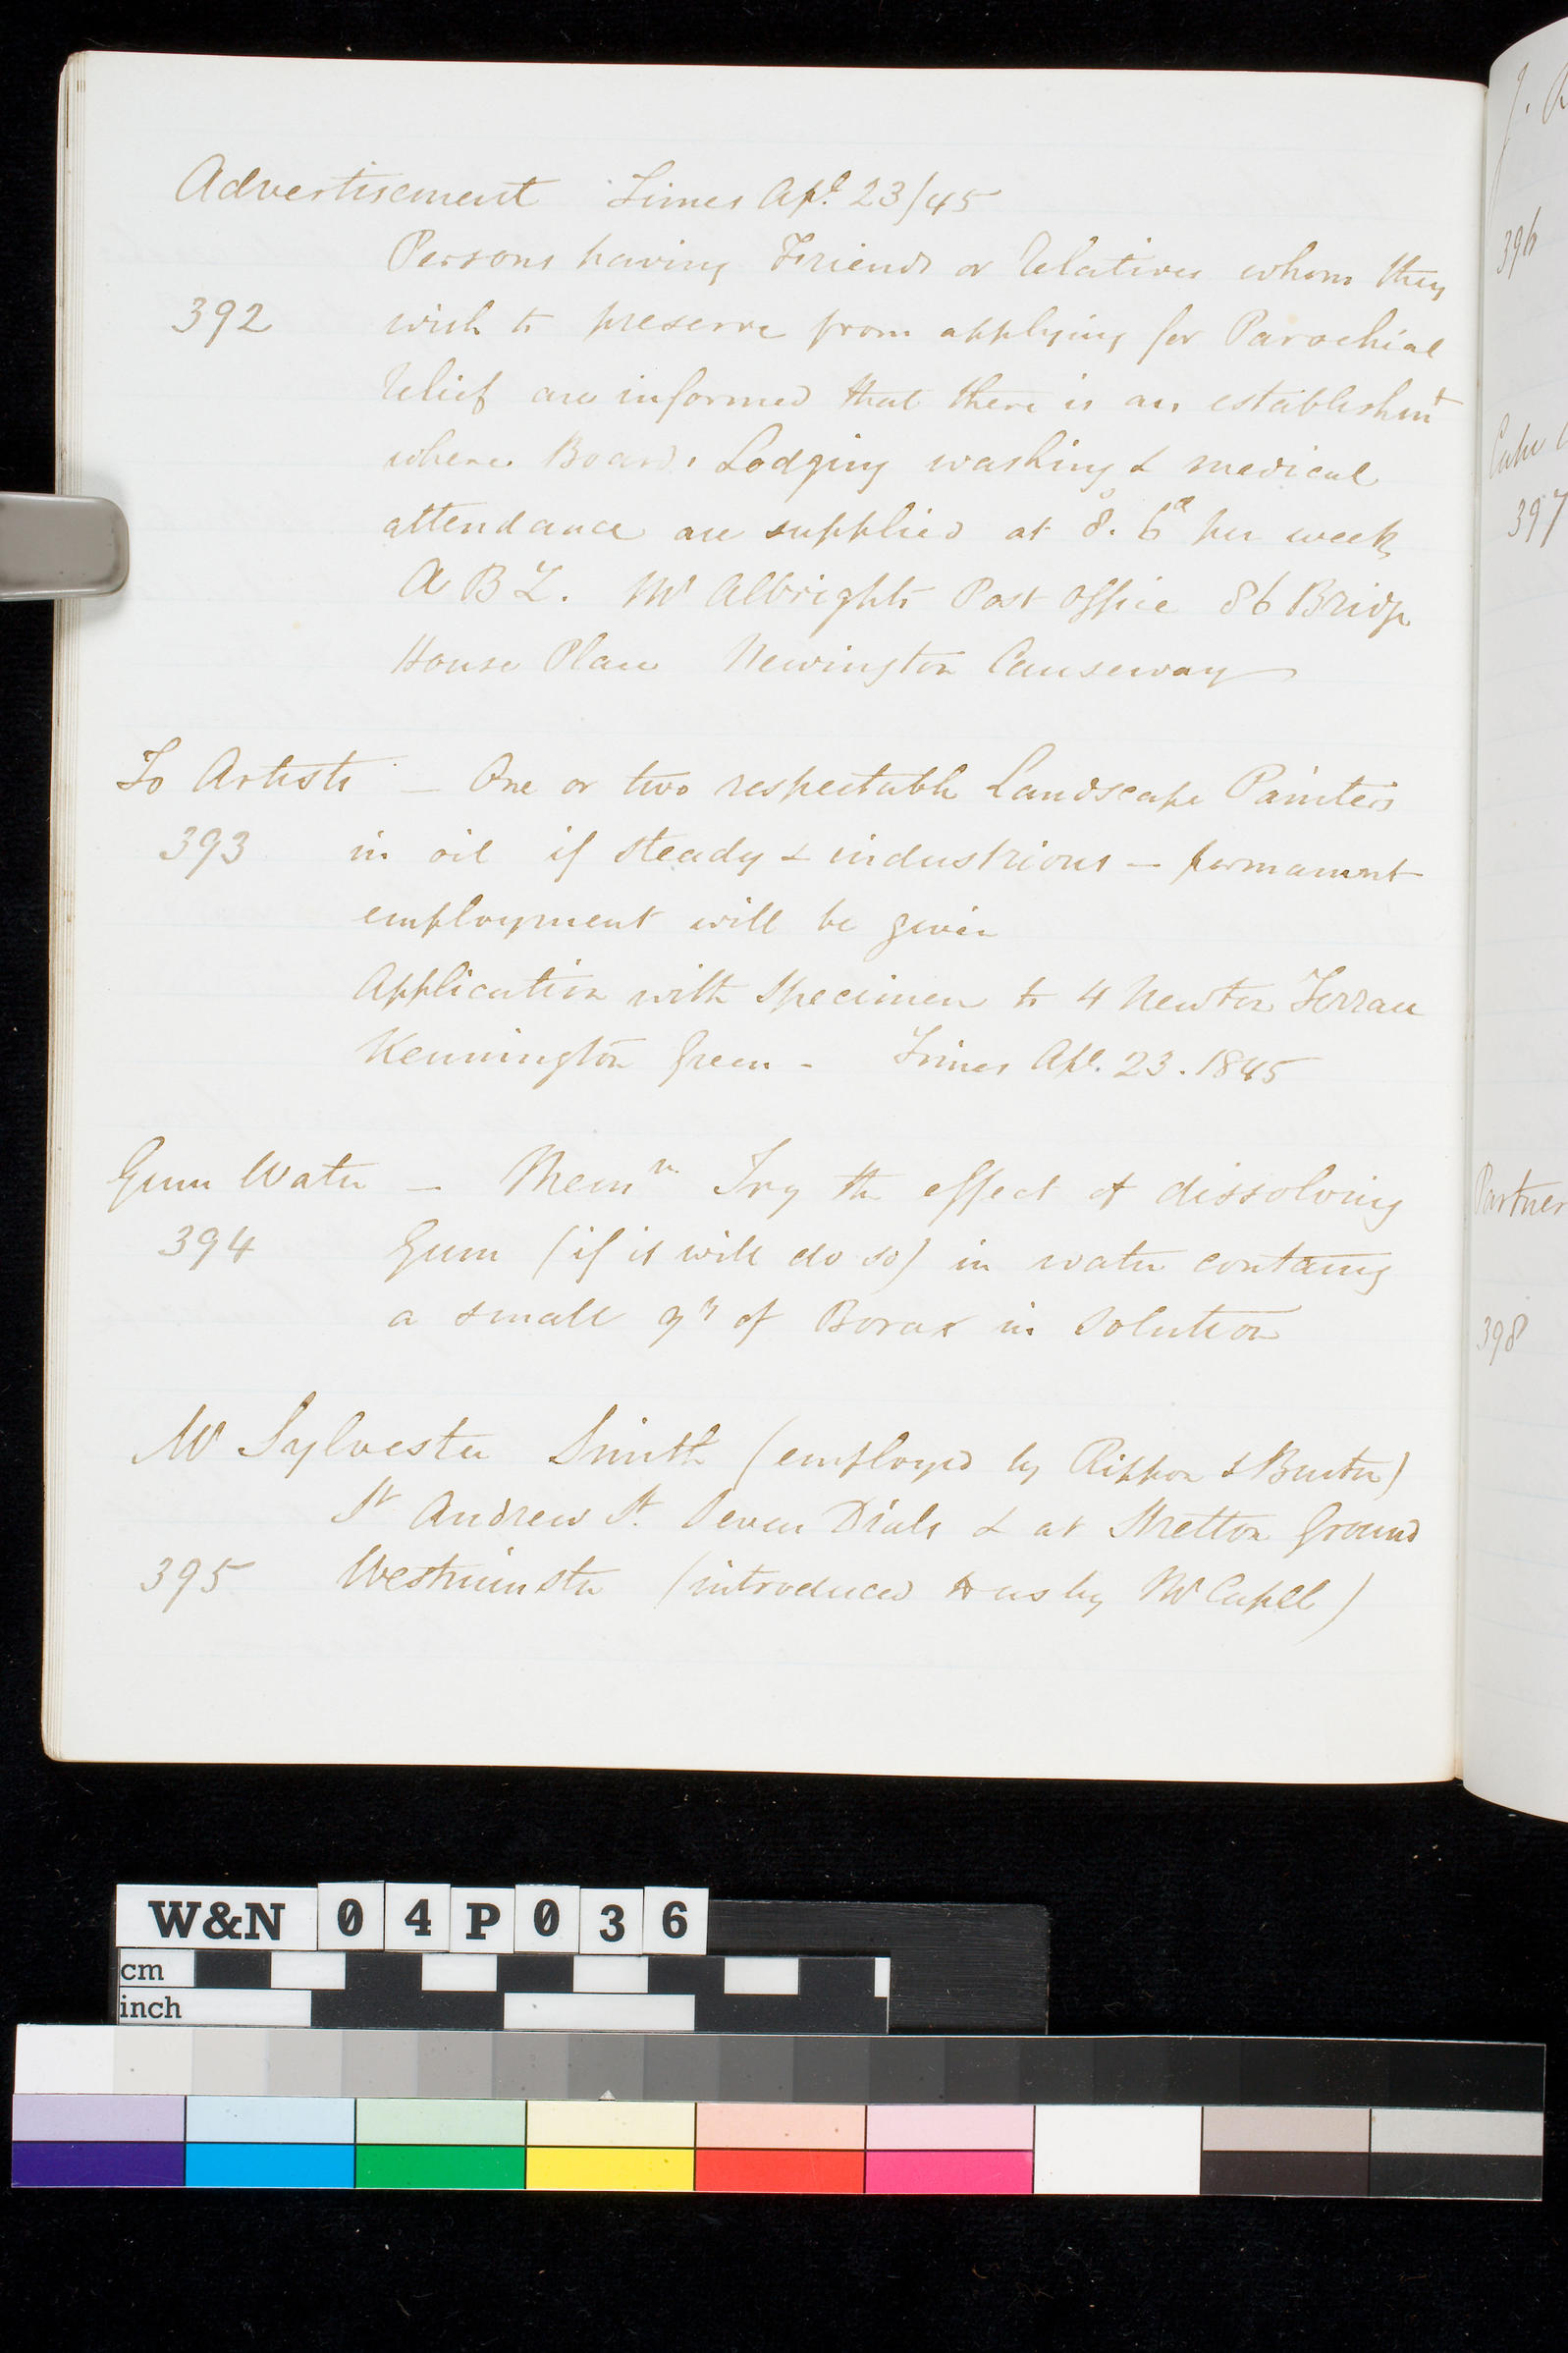 Advertisement Times Apl. 23/45
Persons having Friends or Relatives whom they
392 wish to preserve from applying for Parochial
Relief are informed that there is an establishmt
where Board, Lodging washing & medical
attendance are supplied at 8s. 6d per week
A B Z. Mr Albrights Post Office 86 Bridge
House Place Newington Causeway
To Artists — One or two respectable Landscape Painters
393 in oil if steady & industrious — permanent
employment will be given
Application with Specimen to 4 Newton Terrace
Kennington Green - Times Apl. 23. 1845
Gum Water — Memm Try the effect of dissolving
394 Gum (if it will do so) in water containg
a small qy of Borax in solution
Mr Sylvester Smith (employed by Rippon & Burton)
St Andrew St. Seven Dials & at Stretton Ground
395 Westminster (introduced to us by Mr Capel)
J.
396
Cake
397
Partner
398
W&N 04P036
cm
inch